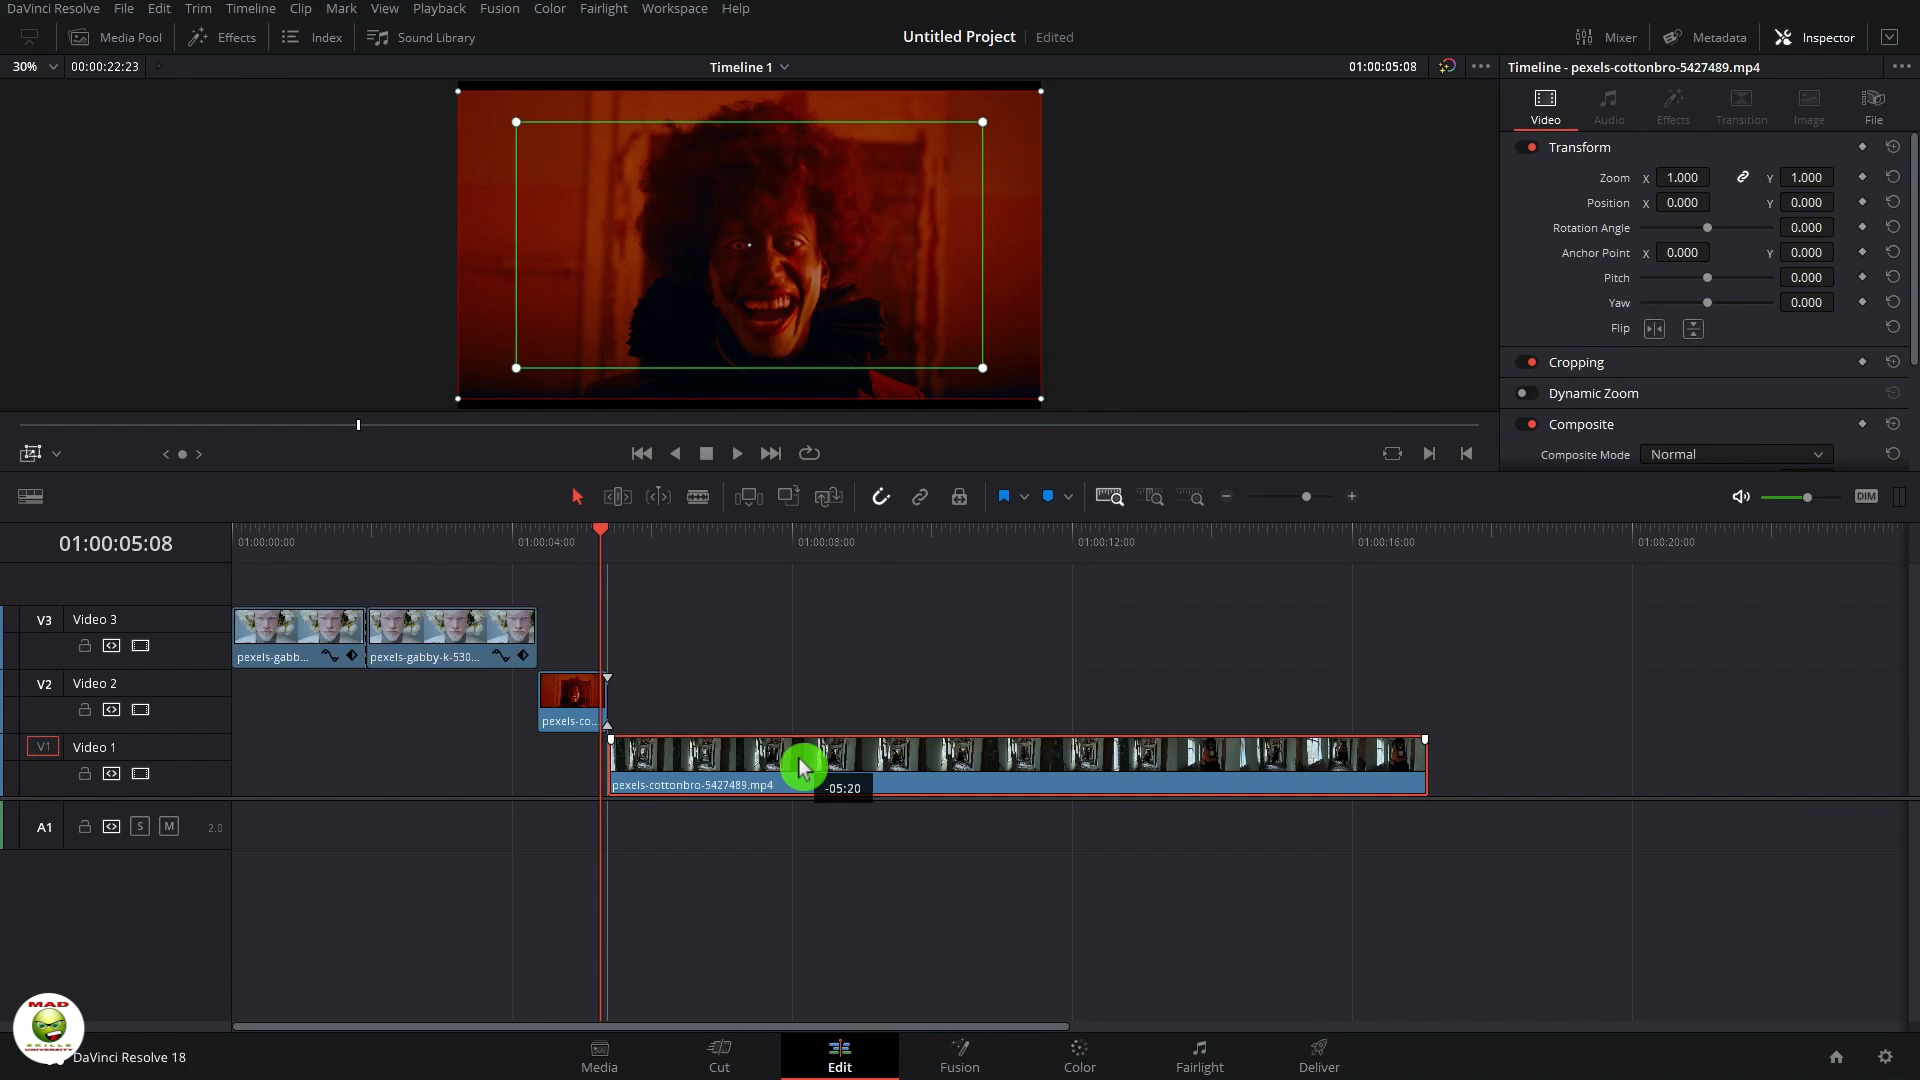 DaVinci Resolve File Edit Trim Timeline Clip Mark View Playback Fusion Color Fairlight Workspace Help
Media Pool Effects Index Sound Library Untitled Project Edited Mixer Metadata Inspector
30% 00:00:22:23 Timeline 1 01:00:05:08 Timeline - pexels-cottonbro-5427489.mp4
Video Audio Effects Transition Image File
Transform
Zoom X 1.000 Y 1.000
Position X 0.000 Y 0.000
Rotation Angle 0.000
Anchor Point X 0.000 Y 0.000
Pitch 0.000
Yaw 0.000
Flip
Cropping
Dynamic Zoom
Composite
Composite Mode Normal
DIM
01:00:05:08 01:00:00:00 01:00:04:00 01:00:08:00 01:00:12:00 01:00:16:00 01:00:20:00
V3 Video 3
pexels-gabb... pexels-gabby-k-530...
V2 Video 2
pexels-co...
V1 Video 1
pexels-cottonbro-5427489.mp4 -05:20
A1 S M 2.0
MAD
SKILLS
UNIVERSITY
DaVinci Resolve 18
Media Cut Edit Fusion Color Fairlight Deliver